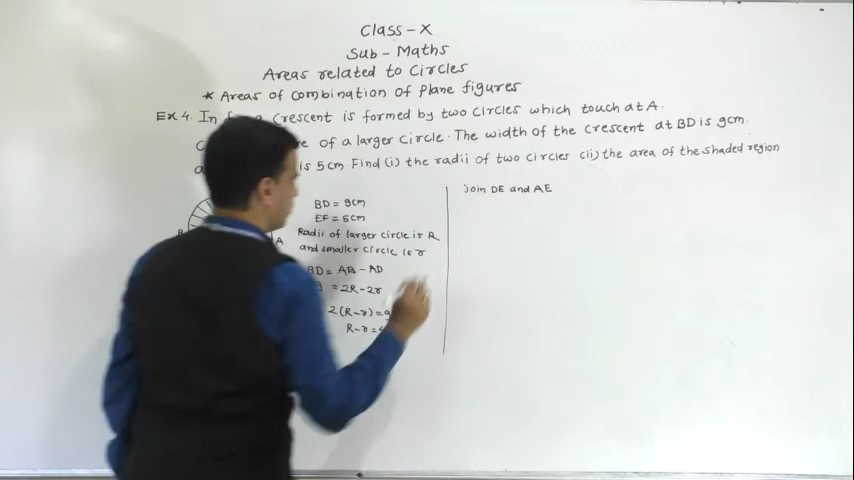 Class - X
Sub - Maths
Areas related to Circles
* Areas of combination of plane figures
Ex 4. In crescent is formed by two circles which touch at A.
of a larger circle. The width of the crescent at BD is 9cm.
is 5cm. Find (i) the radii of two circles (ii) the area of the shaded region
BD = 9cm
EF = 5cm
Radii of larger circle is R
and smaller circle is r
BD = AB - AD
9 = 2R - 2r
2(R-r) = 9
R-r = 4
A
B
Join DE and AE